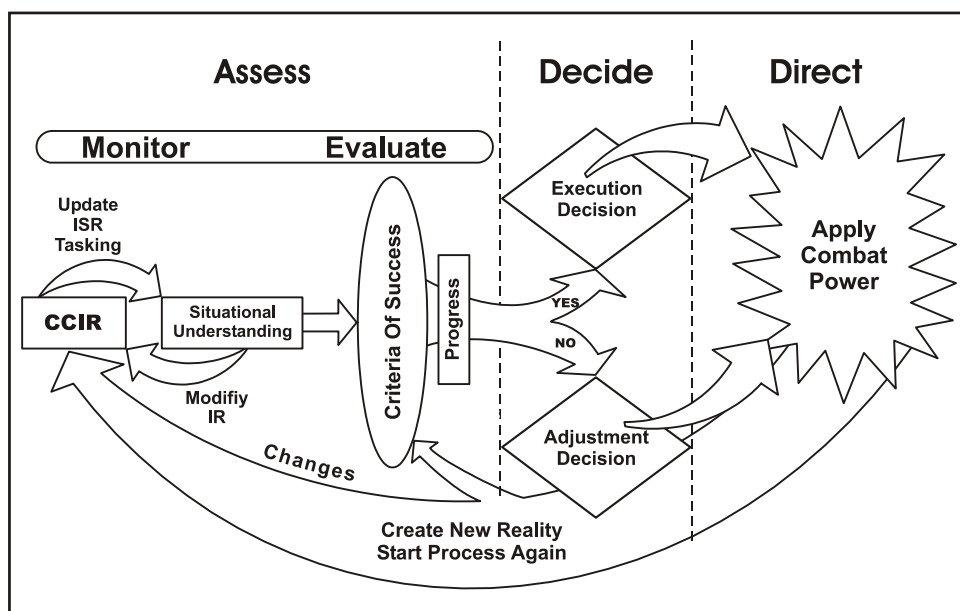 Assess
Decide
Direct
Monitor
Evaluate
Update
ISR
Tasking
CCIR
Situational
Understanding
Modifiy
IR
Criteria Of Success
Progress
YES
NO
Execution
Decision
Adjustment
Decision
Apply
Combat
Power
Changes
Create New Reality
Start Process Again